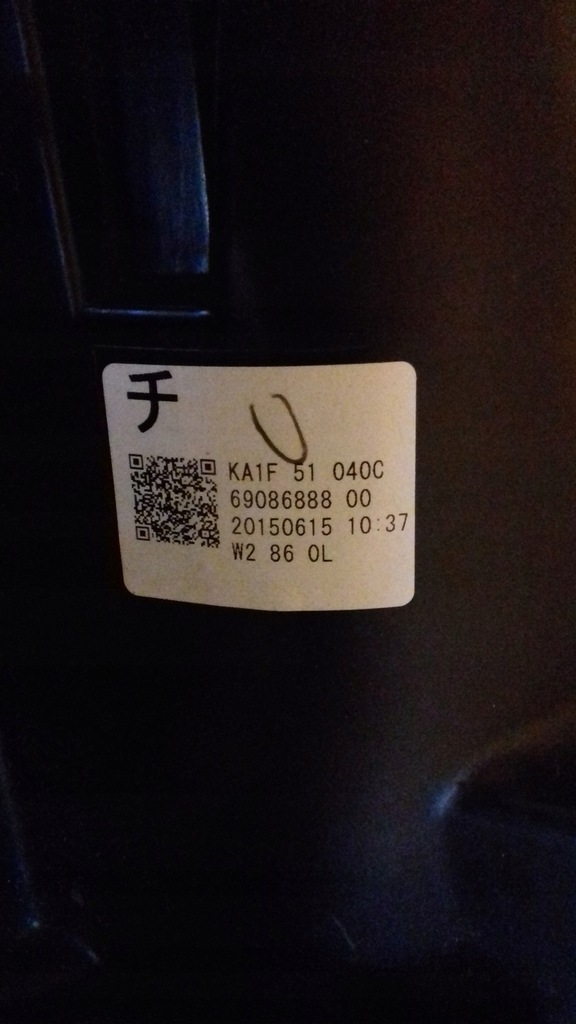 チ
KA1F 51 040C
69086888 00
20150615 10:37
W2 86 0L